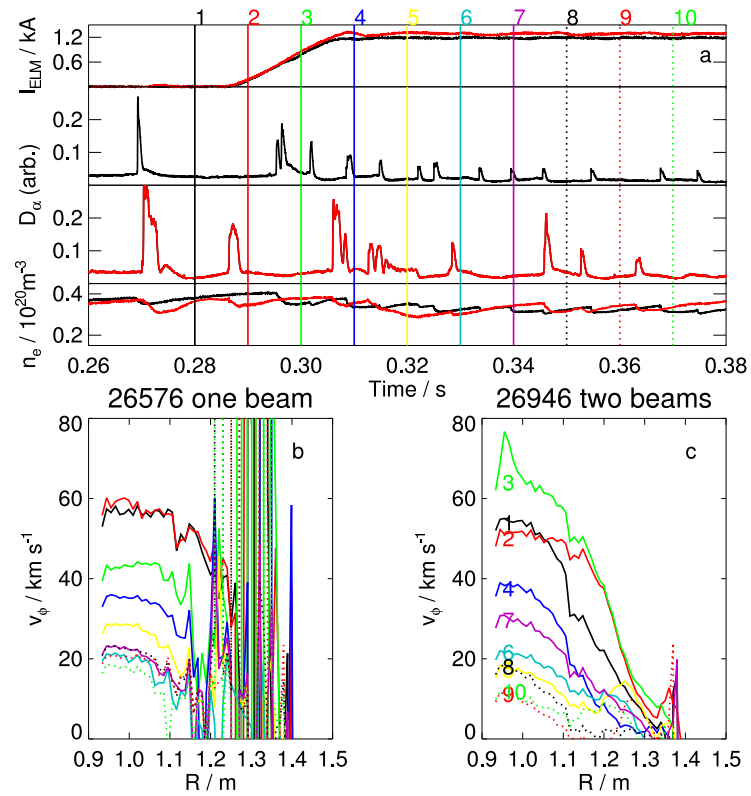 1 2 3 4 5 6 7 8 9 10
I_ELM / kA
1.2
0.6
a
D_α (arb.)
0.2
0.1
0.2
0.1
n_e / 10^20 m^-3
0.4
0.2
0.26 0.28 0.30 0.32 0.34 0.36 0.38
Time / s
26576 one beam
26946 two beams
b
v_ϕ / km s^-1
80
60
40
20
0
0.9 1.0 1.1 1.2 1.3 1.4 1.5
R / m
c
v_ϕ / km s^-1
80
60
40
20
0
3
1
2
4
7
6
5
8
10
9
0.9 1.0 1.1 1.2 1.3 1.4 1.5
R / m